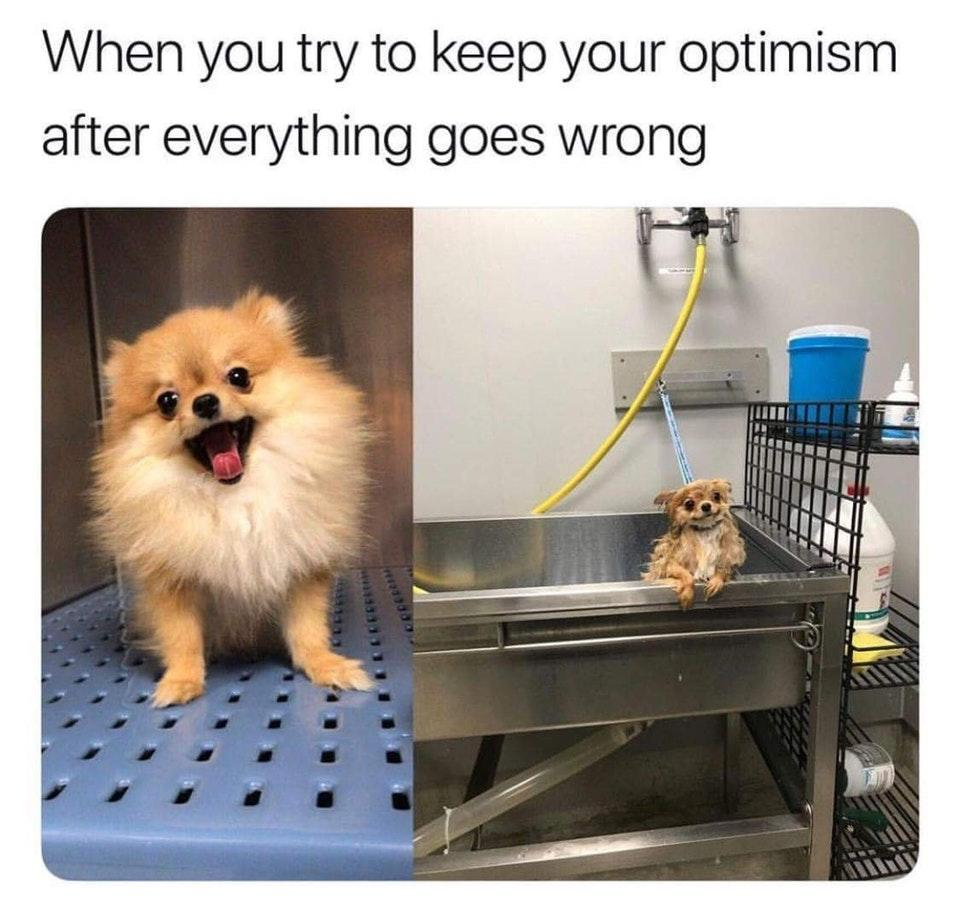 When you try to keep your optimism
after everything goes wrong